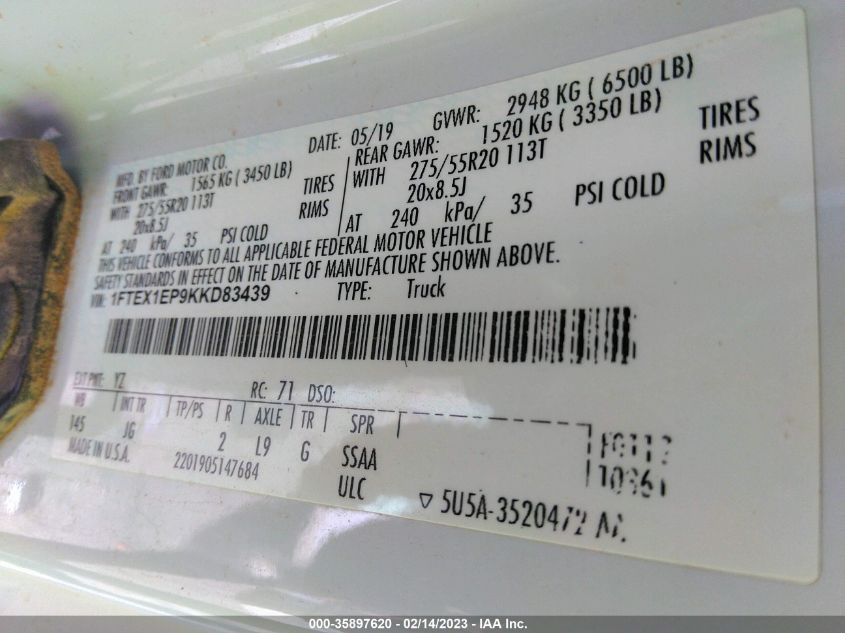 MFD. BY FORD MOTOR CO. DATE: 05/19 GVWR: 2948 KG ( 6500 LB)
FRONT GAWR: 1565 KG ( 3450 LB) REAR GAWR: 1520 KG ( 3350 LB)
WITH 275/55R20 113T TIRES WITH 275/55R20 113T TIRES
20x8.5J RIMS 20x8.5J RIMS
AT 240 kPa/ 35 PSI COLD AT 240 kPa/ 35 PSI COLD
THIS VEHICLE CONFORMS TO ALL APPLICABLE FEDERAL MOTOR VEHICLE
SAFETY STANDARDS IN EFFECT ON THE DATE OF MANUFACTURE SHOWN ABOVE.
VIN: 1FTEX1EP9KKD83439 TYPE: Truck
EXT PNT: YZ RC: 71 DSO:
WB INT TR TP/PS R AXLE TR SPR
145 JG 2 L9 G SSAA
MADE IN U.S.A. 2201905147684 ULC
5U5A-3520472
000-35897620 - 02/14/2023 - IAA Inc.